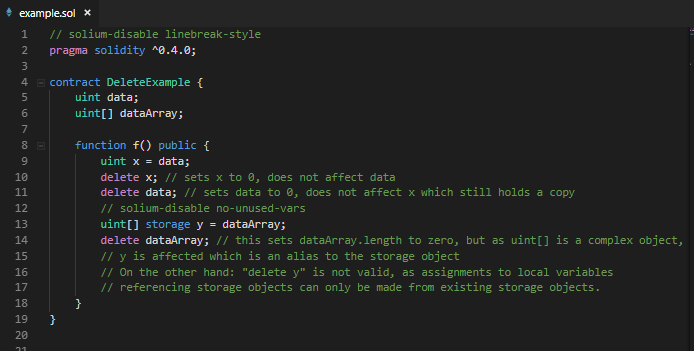 example.sol ×
1 // solium-disable linebreak-style
2 pragma solidity ^0.4.0;
3
4 contract DeleteExample {
5 uint data;
6 uint[] dataArray;
7
8 function f() public {
9 uint x = data;
10 delete x; // sets x to 0, does not affect data
11 delete data; // sets data to 0, does not affect x which still holds a copy
12 // solium-disable no-unused-vars
13 uint[] storage y = dataArray;
14 delete dataArray; // this sets dataArray.length to zero, but as uint[] is a complex object,
15 // y is affected which is an alias to the storage object
16 // On the other hand: "delete y" is not valid, as assignments to local variables
17 // referencing storage objects can only be made from existing storage objects.
18 }
19 }
20
21